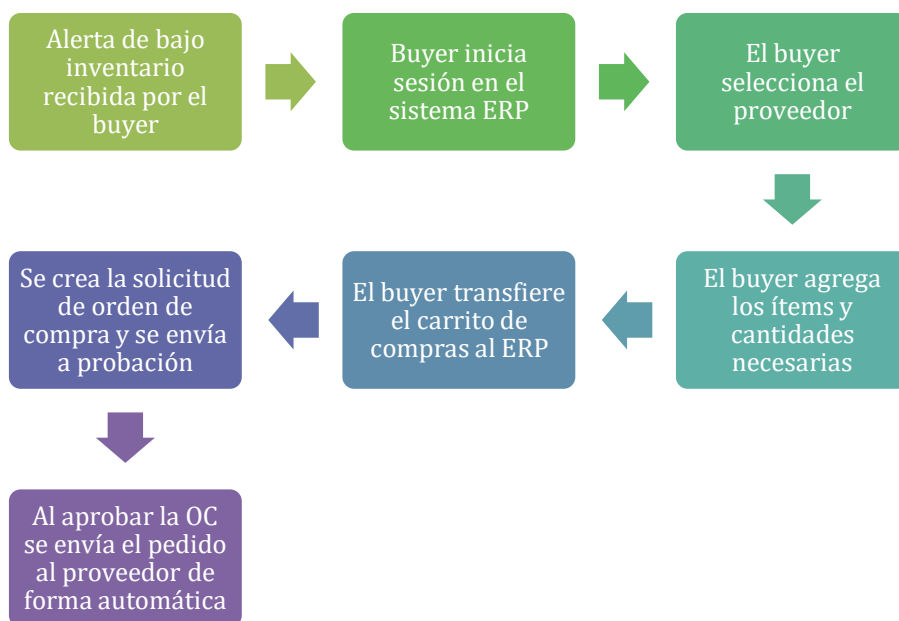 Alerta de bajo
inventario
recibida por el
buyer
Buyer inicia
sesión en el
sistema ERP
El buyer
selecciona el
proveedor
El buyer agrega
los ítems y
cantidades
necesarias
El buyer transfiere
el carrito de
compras al ERP
Se crea la solicitud
de orden de
compra y se envía
a probación
Al aprobar la OC
se envía el pedido
al proveedor de
forma automática